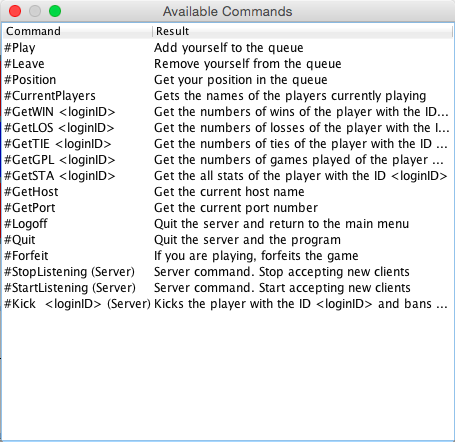 Available Commands
Command Result
#Play Add yourself to the queue
#Leave Remove yourself from the queue
#Position Get your position in the queue
#CurrentPlayers Gets the names of the players currently playing
#GetWIN <loginID> Get the numbers of wins of the player with the ID...
#GetLOS <loginID> Get the numbers of losses of the player with the I...
#GetTIE <loginID> Get the numbers of ties of the player with the ID ...
#GetGPL <loginID> Get the numbers of games played of the player ...
#GetSTA <loginID> Get the all stats of the player with the ID <loginID>
#GetHost Get the current host name
#GetPort Get the current port number
#Logoff Quit the server and return to the main menu
#Quit Quit the server and the program
#Forfeit If you are playing, forfeits the game
#StopListening (Server) Server command. Stop accepting new clients
#StartListening (Server) Server command. Start accepting new clients
#Kick <loginID> (Server) Kicks the player with the ID <loginID> and bans ...